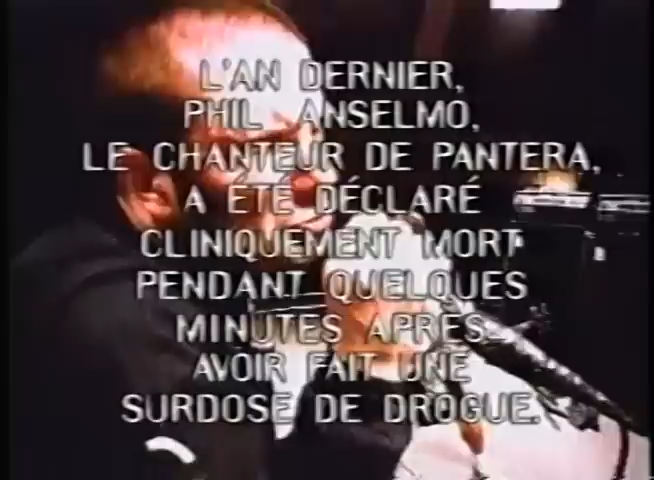 L'AN DERNIER,
PHIL ANSELMO,
LE CHANTEUR DE PANTERA,
A ÉTÉ DÉCLARÉ
CLINIQUEMENT MORT
PENDANT QUELQUES
MINUTES APRÈS
AVOIR FAIT UNE
SURDOSE DE DROGUE.